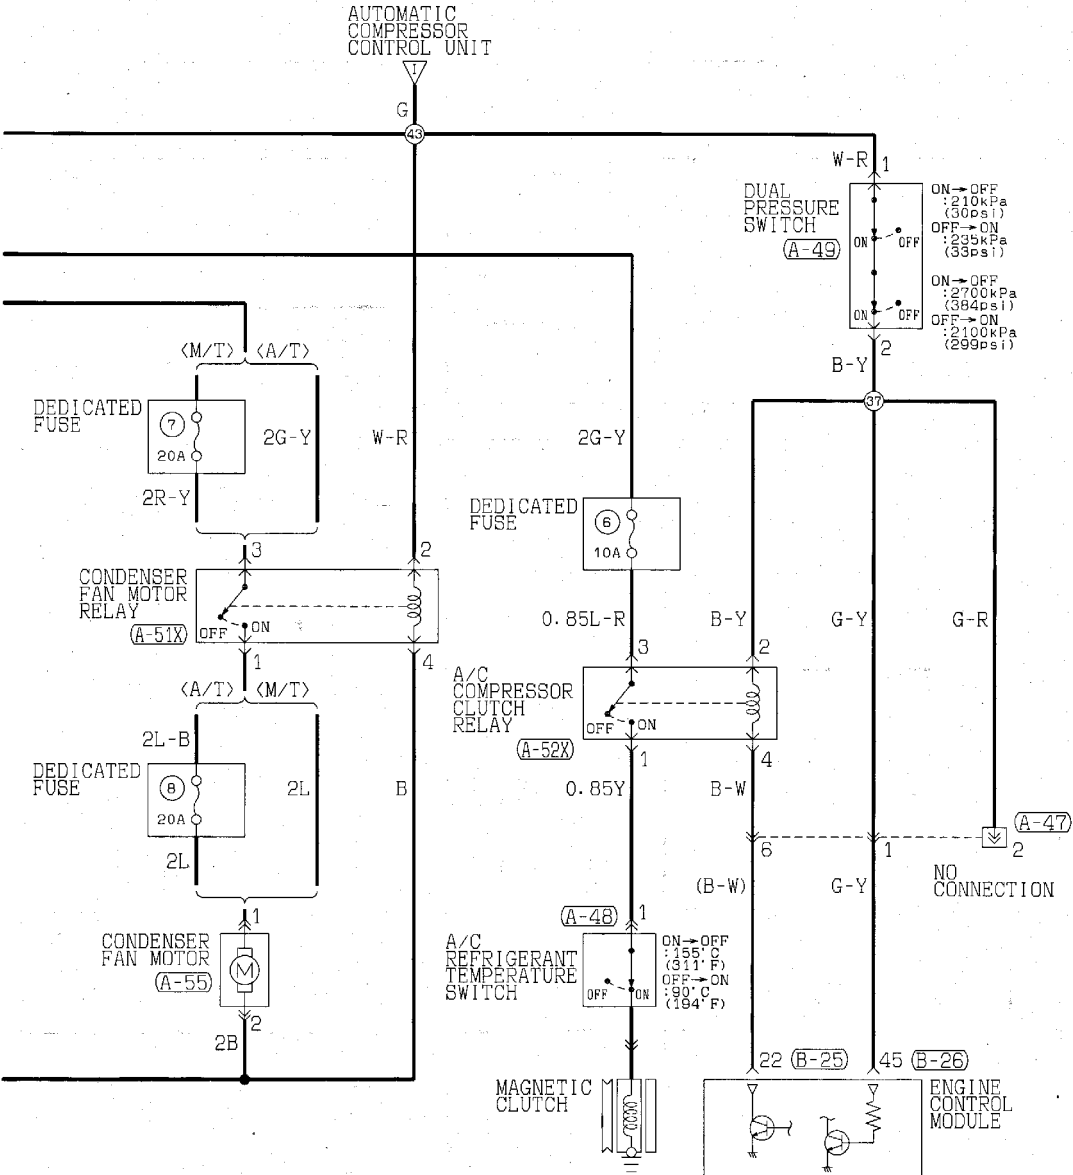 AUTOMATIC
COMPRESSOR
CONTROL UNIT
I
G
43
W-R
1
DUAL
PRESSURE
SWITCH
A-49
ON→OFF
:210kPa
(30psi)
OFF→ON
:235kPa
(33psi)
ON
OFF
ON→OFF
:2700kPa
(384psi)
OFF→ON
:2100kPa
(299psi)
ON
OFF
2
B-Y
37
<M/T>
<A/T>
DEDICATED
FUSE
7
20A
2G-Y
W-R
2G-Y
2R-Y
DEDICATED
FUSE
6
10A
3
2
CONDENSER
FAN MOTOR
RELAY
A-51X
OFF
ON
1
4
0.85L-R
B-Y
G-Y
G-R
3
2
A/C
COMPRESSOR
CLUTCH
RELAY
A-52X
OFF
ON
1
4
<A/T>
<M/T>
2L-B
DEDICATED
FUSE
8
20A
2L
B
0.85Y
B-W
2L
6
1
A-47
2
NO
CONNECTION
(B-W)
G-Y
1
CONDENSER
FAN MOTOR
A-55
M
2
2B
A-48
1
A/C
REFRIGERANT
TEMPERATURE
SWITCH
OFF
ON
ON→OFF
:155°C
(311°F)
OFF→ON
:90°C
(194°F)
MAGNETIC
CLUTCH
22
B-25
45
B-26
ENGINE
CONTROL
MODULE